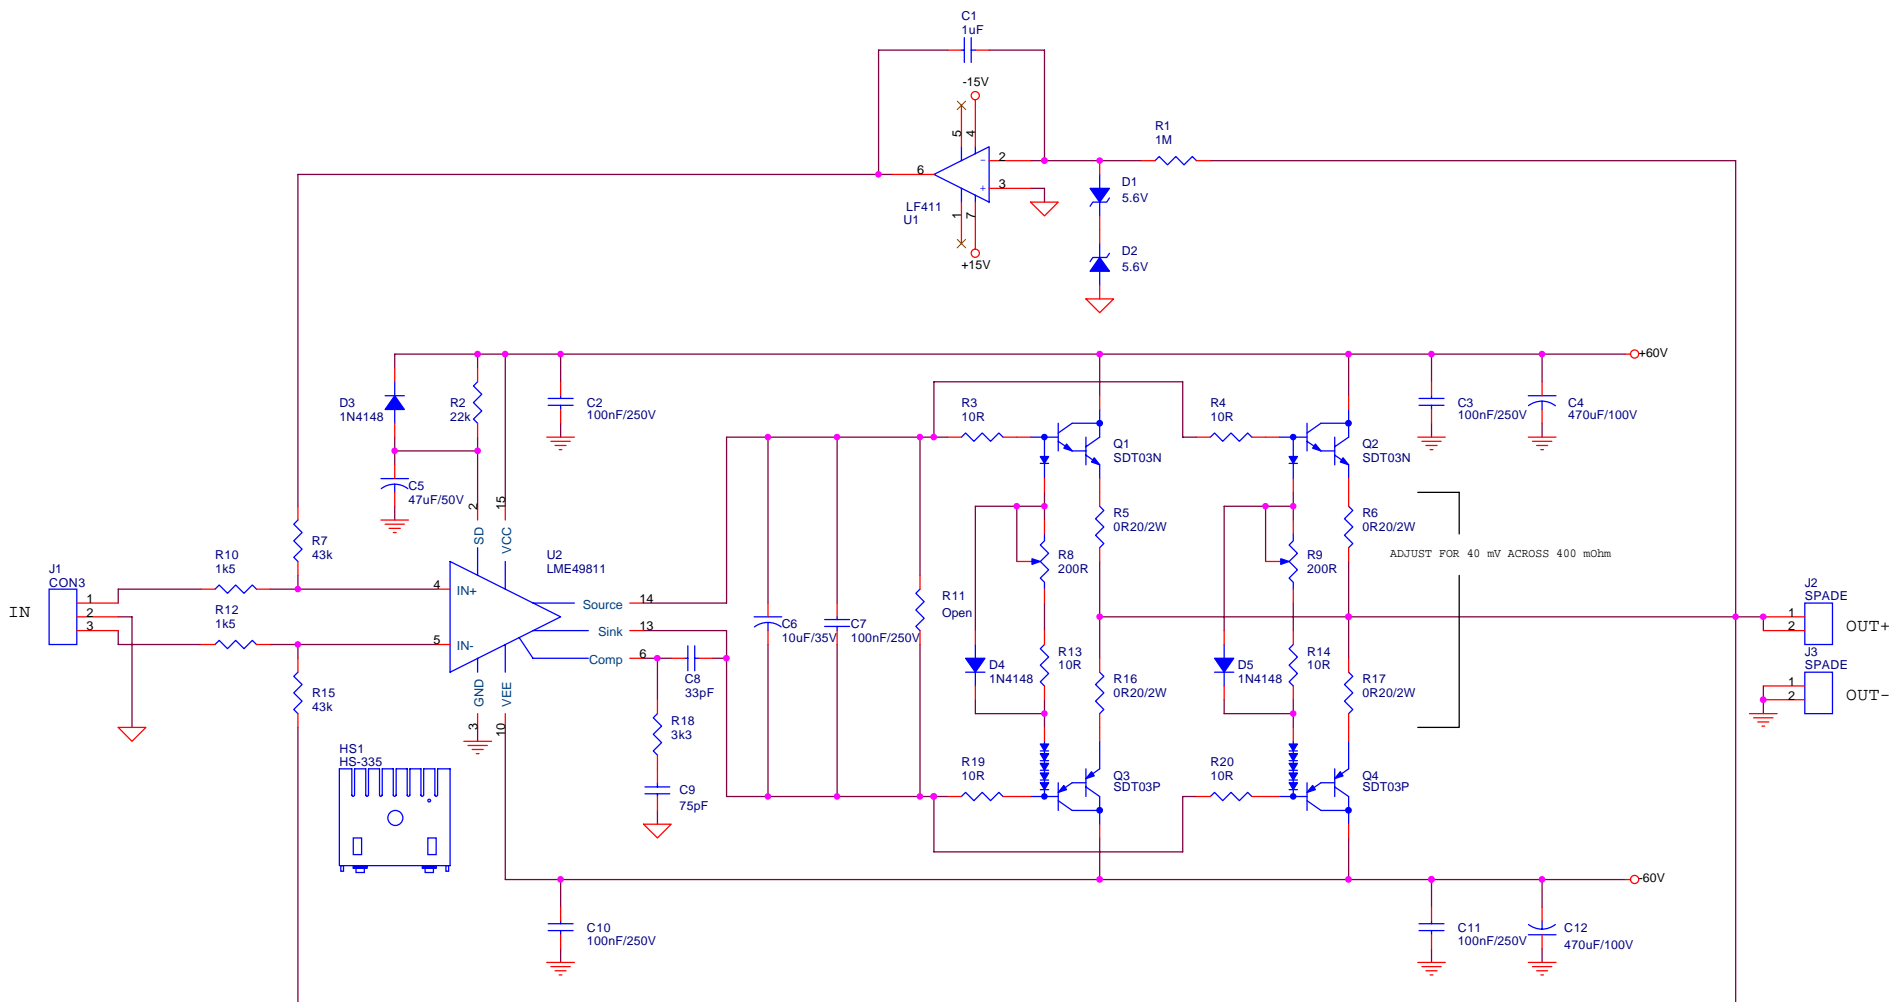 C1
1uF
-15V
5
4
R1
1M
2
-
6
3
+
D1
5.6V
LF411
U1
1
7
D2
5.6V
+15V
+60V
D3
1N4148
R2
22k
C2
100nF/250V
R3
10R
R4
10R
C3
100nF/250V
C4
470uF/100V
Q1
SDT03N
Q2
SDT03N
C5
47uF/50V
2
15
SD
VCC
R5
0R20/2W
R6
0R20/2W
R7
43k
R10
1k5
U2
LME49811
R8
200R
R9
200R
ADJUST FOR 40 mV ACROSS 400 mOhm
J1
CON3
IN
1
2
3
R12
1k5
4
IN+
5
IN-
Source
14
Sink
13
Comp
6
C6
10uF/35V
C7
100nF/250V
R11
Open
J2
SPADE
1
2
OUT+
J3
SPADE
1
2
OUT-
R15
43k
GND
VEE
3
10
C8
33pF
D4
1N4148
R13
10R
R16
0R20/2W
D5
1N4148
R14
10R
R17
0R20/2W
R18
3k3
HS1
HS-335
C9
75pF
R19
10R
Q3
SDT03P
R20
10R
Q4
SDT03P
-60V
C10
100nF/250V
C11
100nF/250V
C12
470uF/100V